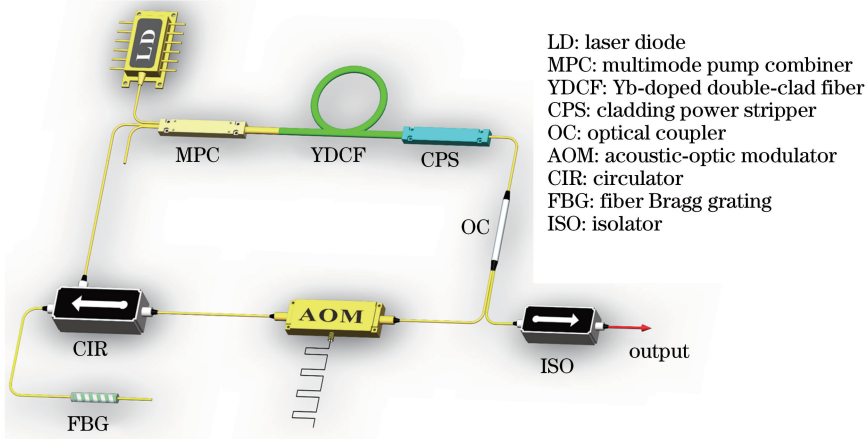 LD
LD: laser diode
MPC: multimode pump combiner
YDCF: Yb-doped double-clad fiber
CPS: cladding power stripper
OC: optical coupler
AOM: acoustic-optic modulator
CIR: circulator
FBG: fiber Bragg grating
ISO: isolator
MPC
YDCF
CPS
OC
AOM
CIR
ISO
output
FBG